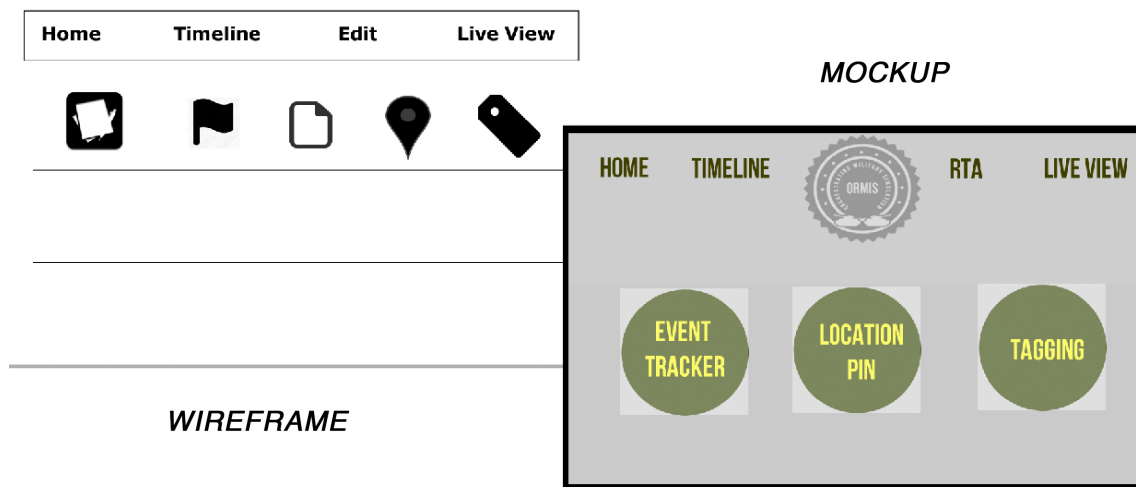 Home Timeline Edit Live View
WIREFRAME
MOCKUP
HOME TIMELINE RTA LIVE VIEW
ORMIS
EVENT
TRACKER
LOCATION
PIN
TAGGING